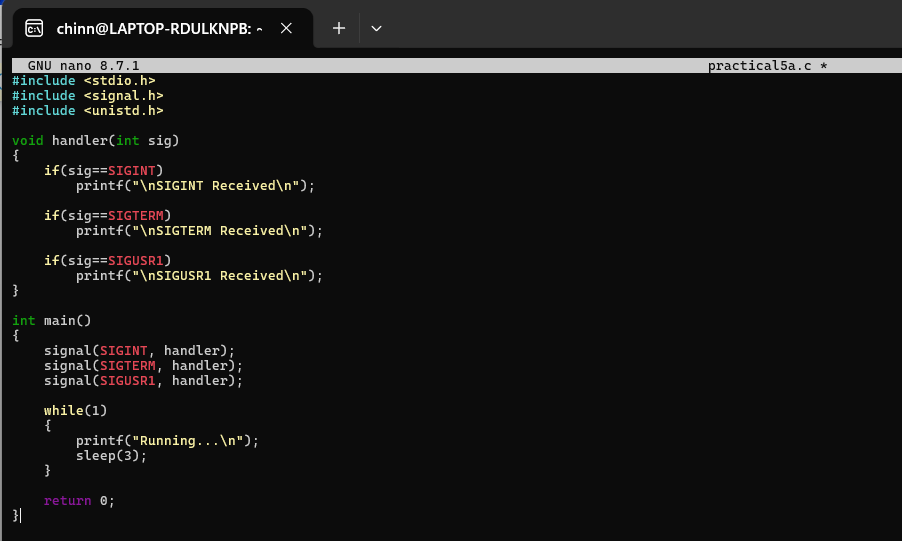 chinn@LAPTOP-RDULKNPB: ~
GNU nano 8.7.1 practical5a.c *
#include <stdio.h>
#include <signal.h>
#include <unistd.h>
void handler(int sig)
{
    if(sig==SIGINT)
        printf("\nSIGINT Received\n");
    if(sig==SIGTERM)
        printf("\nSIGTERM Received\n");
    if(sig==SIGUSR1)
        printf("\nSIGUSR1 Received\n");
}
int main()
{
    signal(SIGINT, handler);
    signal(SIGTERM, handler);
    signal(SIGUSR1, handler);
    while(1)
    {
        printf("Running...\n");
        sleep(3);
    }
    return 0;
}